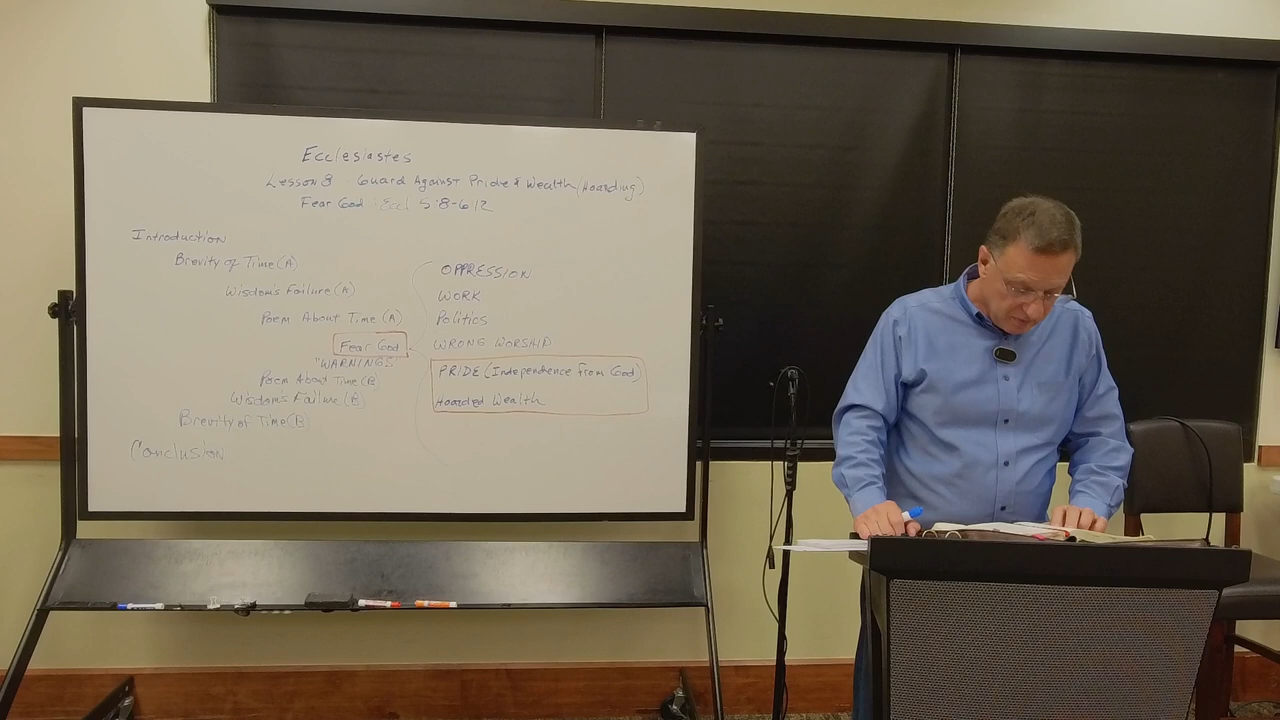 Ecclesiastes
Lesson 8 Guard Against Pride & Wealth (Hoarding)
Fear God : Eccl 5:8-6:12
Introduction
Brevity of Time (A)
Wisdom's Failure (A)
Poem About Time (A)
Fear God
"WARNINGS"
Poem About Time (B)
Wisdom's Failure (B)
Brevity of Time (B)
Conclusion
OPPRESSION
WORK
Politics
WRONG WORSHIP
PRIDE (Independence from God)
Hoarded Wealth